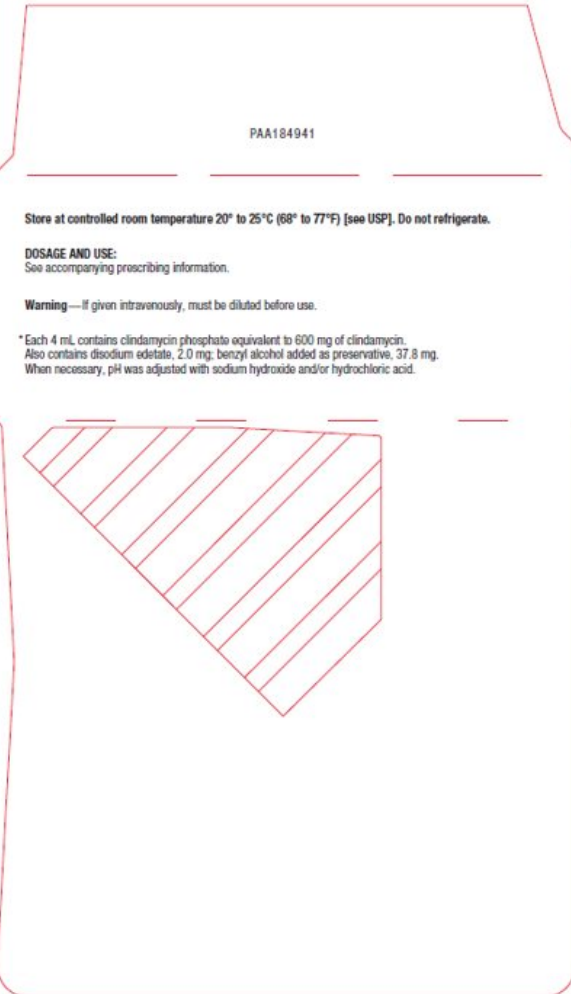 PAA184941
Store at controlled room temperature 20° to 25°C (68° to 77°F) [see USP]. Do not refrigerate.
DOSAGE AND USE:
See accompanying prescribing information.
Warning—If given intravenously, must be diluted before use.
*Each 4 mL contains clindamycin phosphate equivalent to 600 mg of clindamycin.
Also contains disodium edetate, 2.0 mg; benzyl alcohol added as preservative, 37.8 mg.
When necessary, pH was adjusted with sodium hydroxide and/or hydrochloric acid.